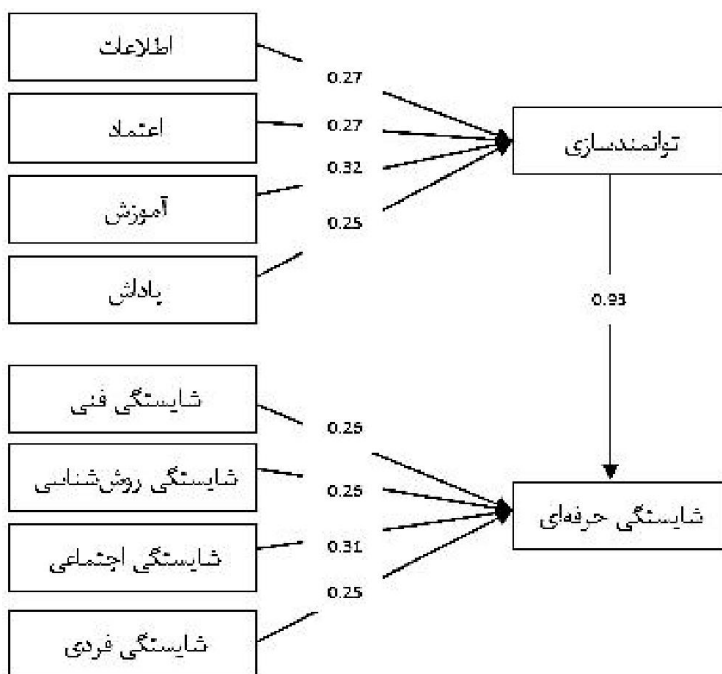 اطلاعات
0.27
اعتماد
0.27
توانمندسازی
آموزش
0.32
پاداش
0.25
0.93
شایستگی فنی
0.26
شایستگی روش‌شناسی
0.25
شایستگی حرفه‌ای
شایستگی اجتماعی
0.31
شایستگی فردی
0.25